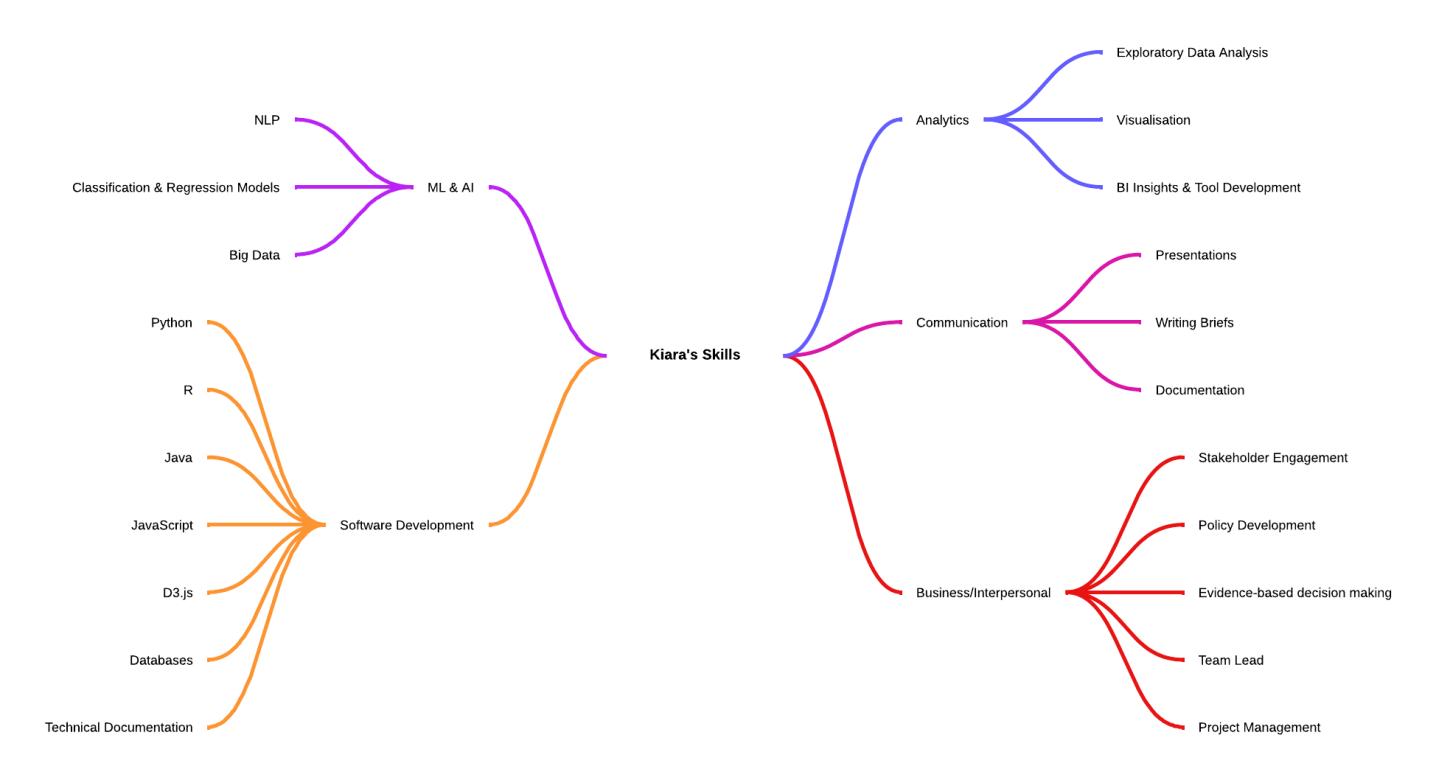 Kiara's Skills
ML & AI
NLP
Classification & Regression Models
Big Data
Software Development
Python
R
Java
JavaScript
D3.js
Databases
Technical Documentation
Analytics
Exploratory Data Analysis
Visualisation
BI Insights & Tool Development
Communication
Presentations
Writing Briefs
Documentation
Business/Interpersonal
Stakeholder Engagement
Policy Development
Evidence-based decision making
Team Lead
Project Management